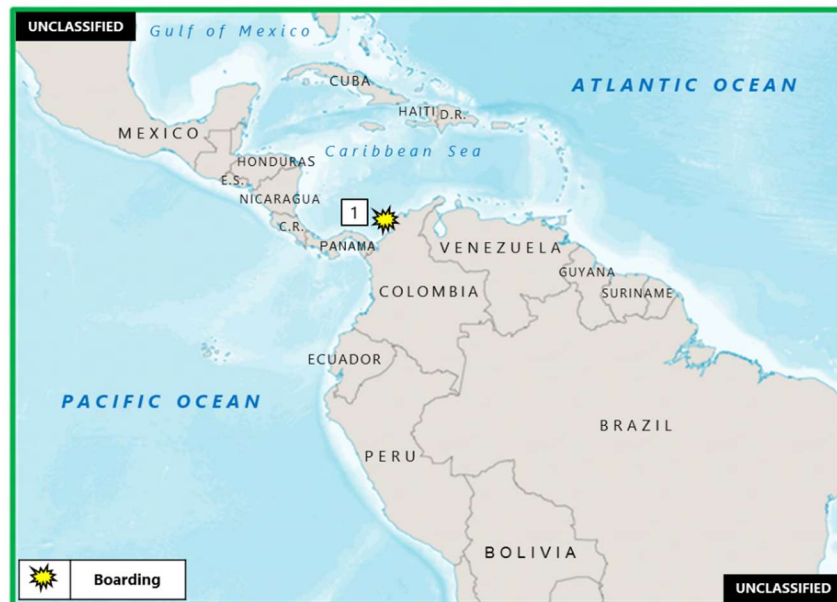 UNCLASSIFIED
Gulf of Mexico
ATLANTIC OCEAN
CUBA
HAITI
D.R.
MEXICO
Caribbean Sea
HONDURAS
E.S.
NICARAGUA
1
C.R.
PANAMA
VENEZUELA
GUYANA
SURINAME
COLOMBIA
ECUADOR
PACIFIC OCEAN
BRAZIL
PERU
BOLIVIA
Boarding
UNCLASSIFIED